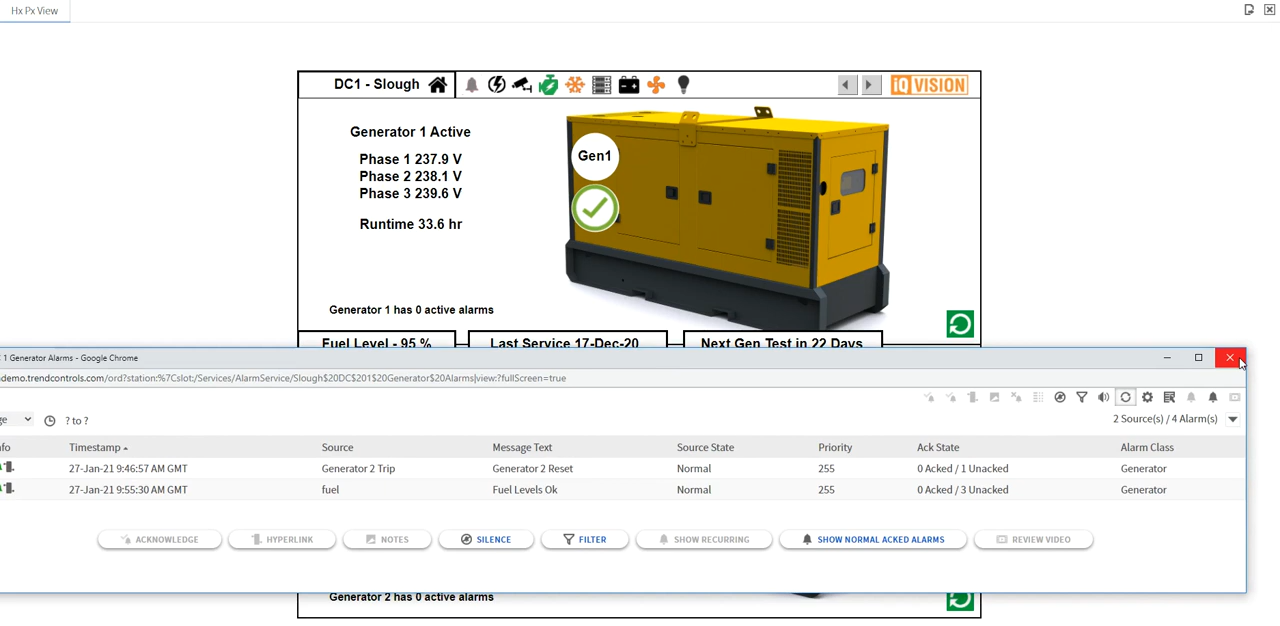 Hx Px View
DC1 - Slough
iQ VISION
Generator 1 Active
Gen1
Phase 1 237.9 V
Phase 2 238.1 V
Phase 3 239.6 V
Runtime 33.6 hr
Generator 1 has 0 active alarms
Fuel Level - 95 %
Last Service 17-Dec-20
Next Gen Test in 22 Days
1 Generator Alarms - Google Chrome
demo.trendcontrols.com/ord?station:%7Cslot:/Services/AlarmService/Slough$20DC$201$20Generator$20Alarms|view:?fullScreen=true
? to ?
2 Source(s) / 4 Alarm(s)
Timestamp Source Message Text Source State Priority Ack State Alarm Class
27-Jan-21 9:46:57 AM GMT Generator 2 Trip Generator 2 Reset Normal 255 0 Acked / 1 Unacked Generator
27-Jan-21 9:55:30 AM GMT fuel Fuel Levels Ok Normal 255 0 Acked / 3 Unacked Generator
ACKNOWLEDGE HYPERLINK NOTES SILENCE FILTER SHOW RECURRING SHOW NORMAL ACKED ALARMS REVIEW VIDEO
Generator 2 has 0 active alarms